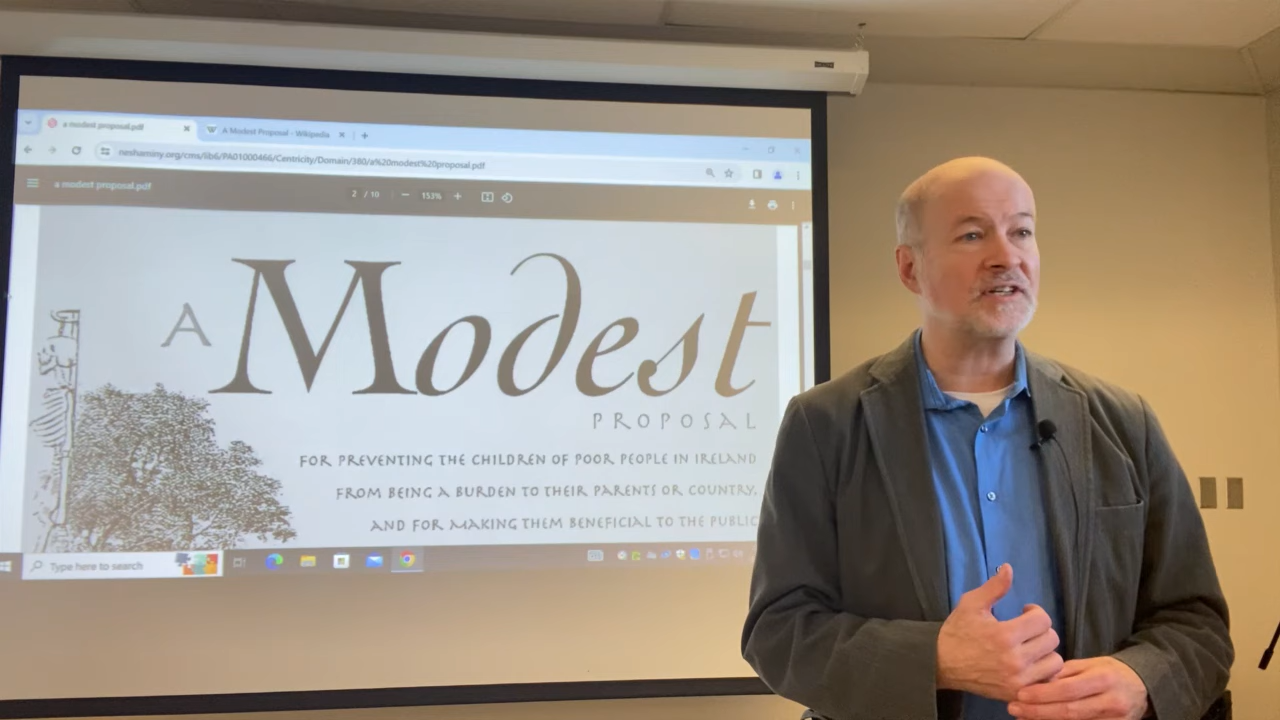 a modest proposal.pdf
A Modest Proposal - Wikipedia
neshaminy.org/cms/lib6/PA01000466/Centricity/Domain/380/a%20modest%20proposal.pdf
a modest proposal.pdf
2 / 10
153%
A Modest
PROPOSAL
FOR PREVENTING THE CHILDREN OF POOR PEOPLE IN IRELAND
FROM BEING A BURDEN TO THEIR PARENTS OR COUNTRY,
AND FOR MAKING THEM BENEFICIAL TO THE PUBLIC
Type here to search